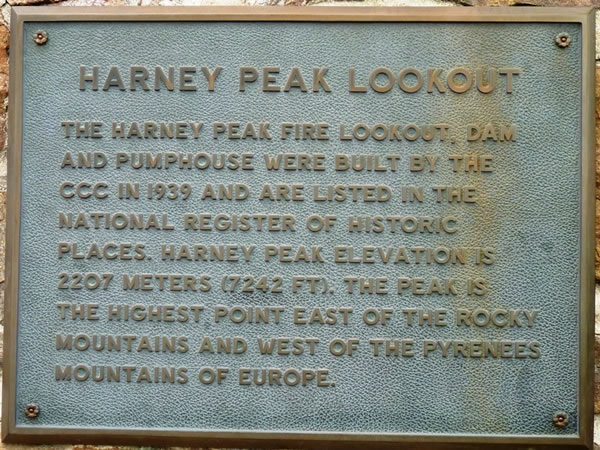 HARNEY PEAK LOOKOUT
THE HARNEY PEAK FIRE LOOKOUT, DAM
AND PUMPHOUSE WERE BUILT BY THE
CCC IN 1939 AND ARE LISTED IN THE
NATIONAL REGISTER OF HISTORIC
PLACES. HARNEY PEAK ELEVATION IS
2207 METERS (7242 FT). THE PEAK IS
THE HIGHEST POINT EAST OF THE ROCKY
MOUNTAINS AND WEST OF THE PYRENEES
MOUNTAINS OF EUROPE.